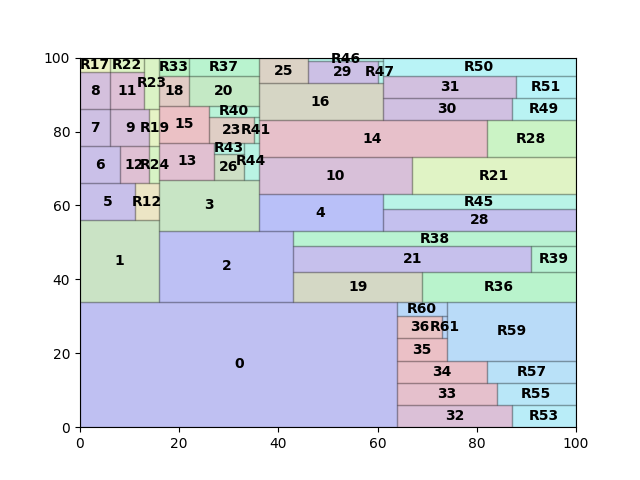 100
R17 R22 R33 R37 R46 R50
25 29 R47
8 11 R23 18 20 31 R51
16 30 R49
R40
7 9 R19 15 23 R41 14 R28
R43
6 12 R24 13 26 R44 10 R21
80
5 R12 3 4 R45
28
60
1 2 R38
21 R39
40
19 R36
R60
36 R61 R59
35
20
0 34 R57
33 R55
32 R53
0
0 20 40 60 80 100